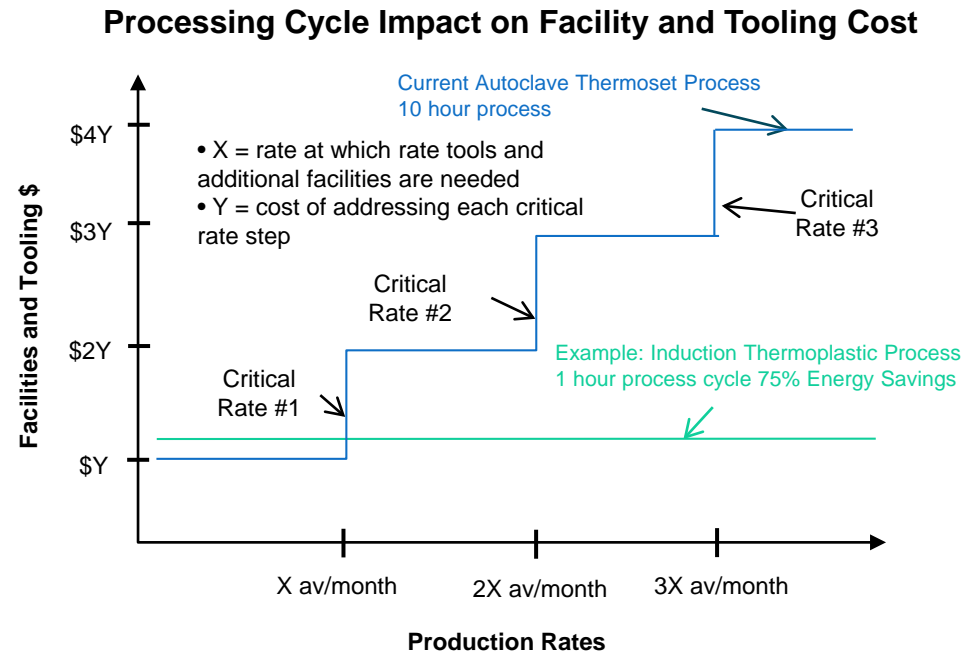 Processing Cycle Impact on Facility and Tooling Cost
Current Autoclave Thermoset Process
10 hour process
$4Y
• X = rate at which rate tools and
additional facilities are needed
• Y = cost of addressing each critical
rate step
Critical
Rate #3
$3Y
Facilities and Tooling $
Critical
Rate #2
$2Y
Example: Induction Thermoplastic Process
1 hour process cycle 75% Energy Savings
Critical
Rate #1
$Y
X av/month
2X av/month
3X av/month
Production Rates